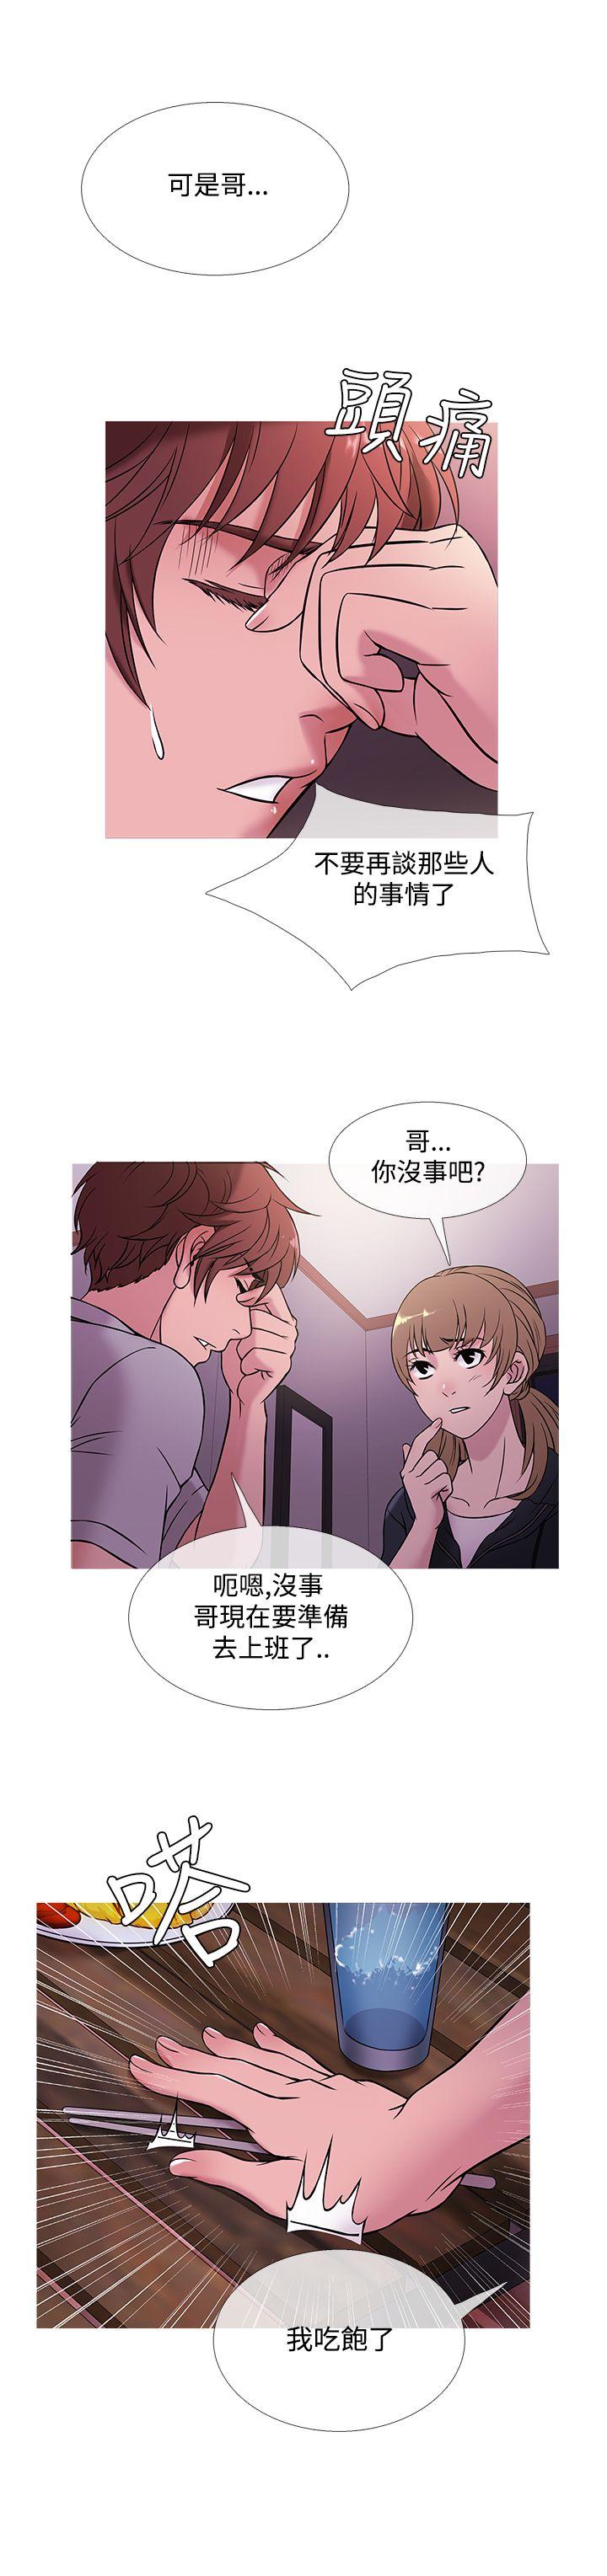 可是哥...
頭痛
不要再談那些人
的事情了
哥...
你沒事吧?
呃嗯,沒事
哥現在要準備
去上班了..
嗒
我吃飽了